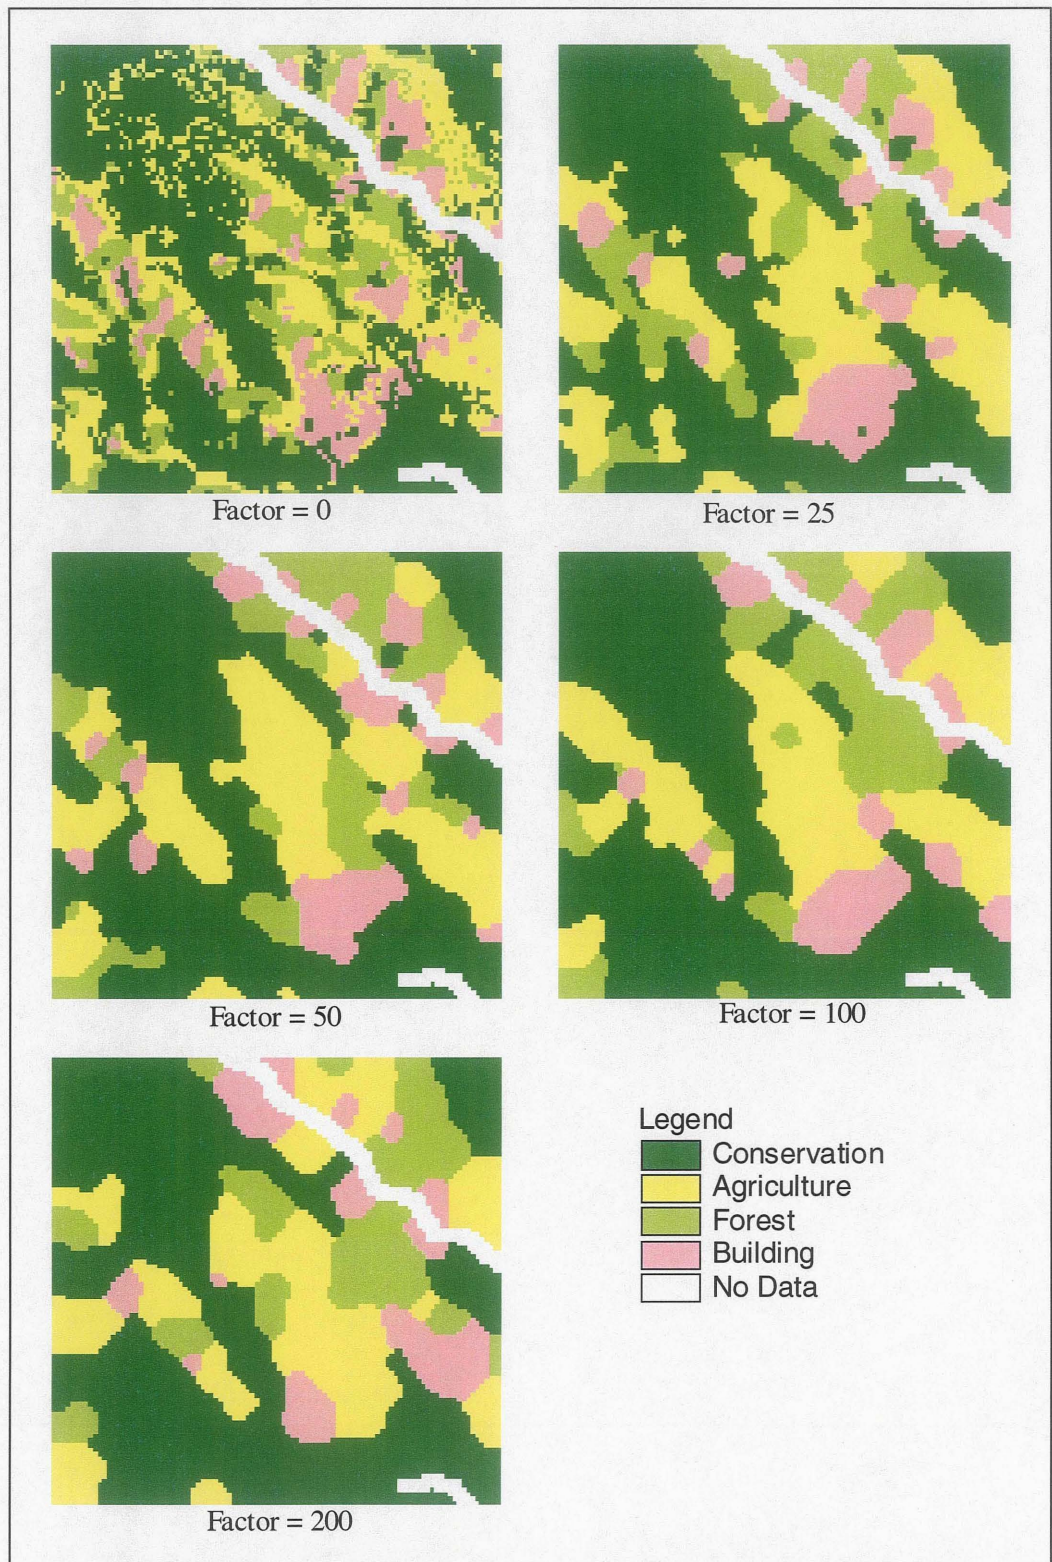 Factor = 0
Factor = 25
Factor = 50
Factor = 100
Factor = 200
Legend
Conservation
Agriculture
Forest
Building
No Data